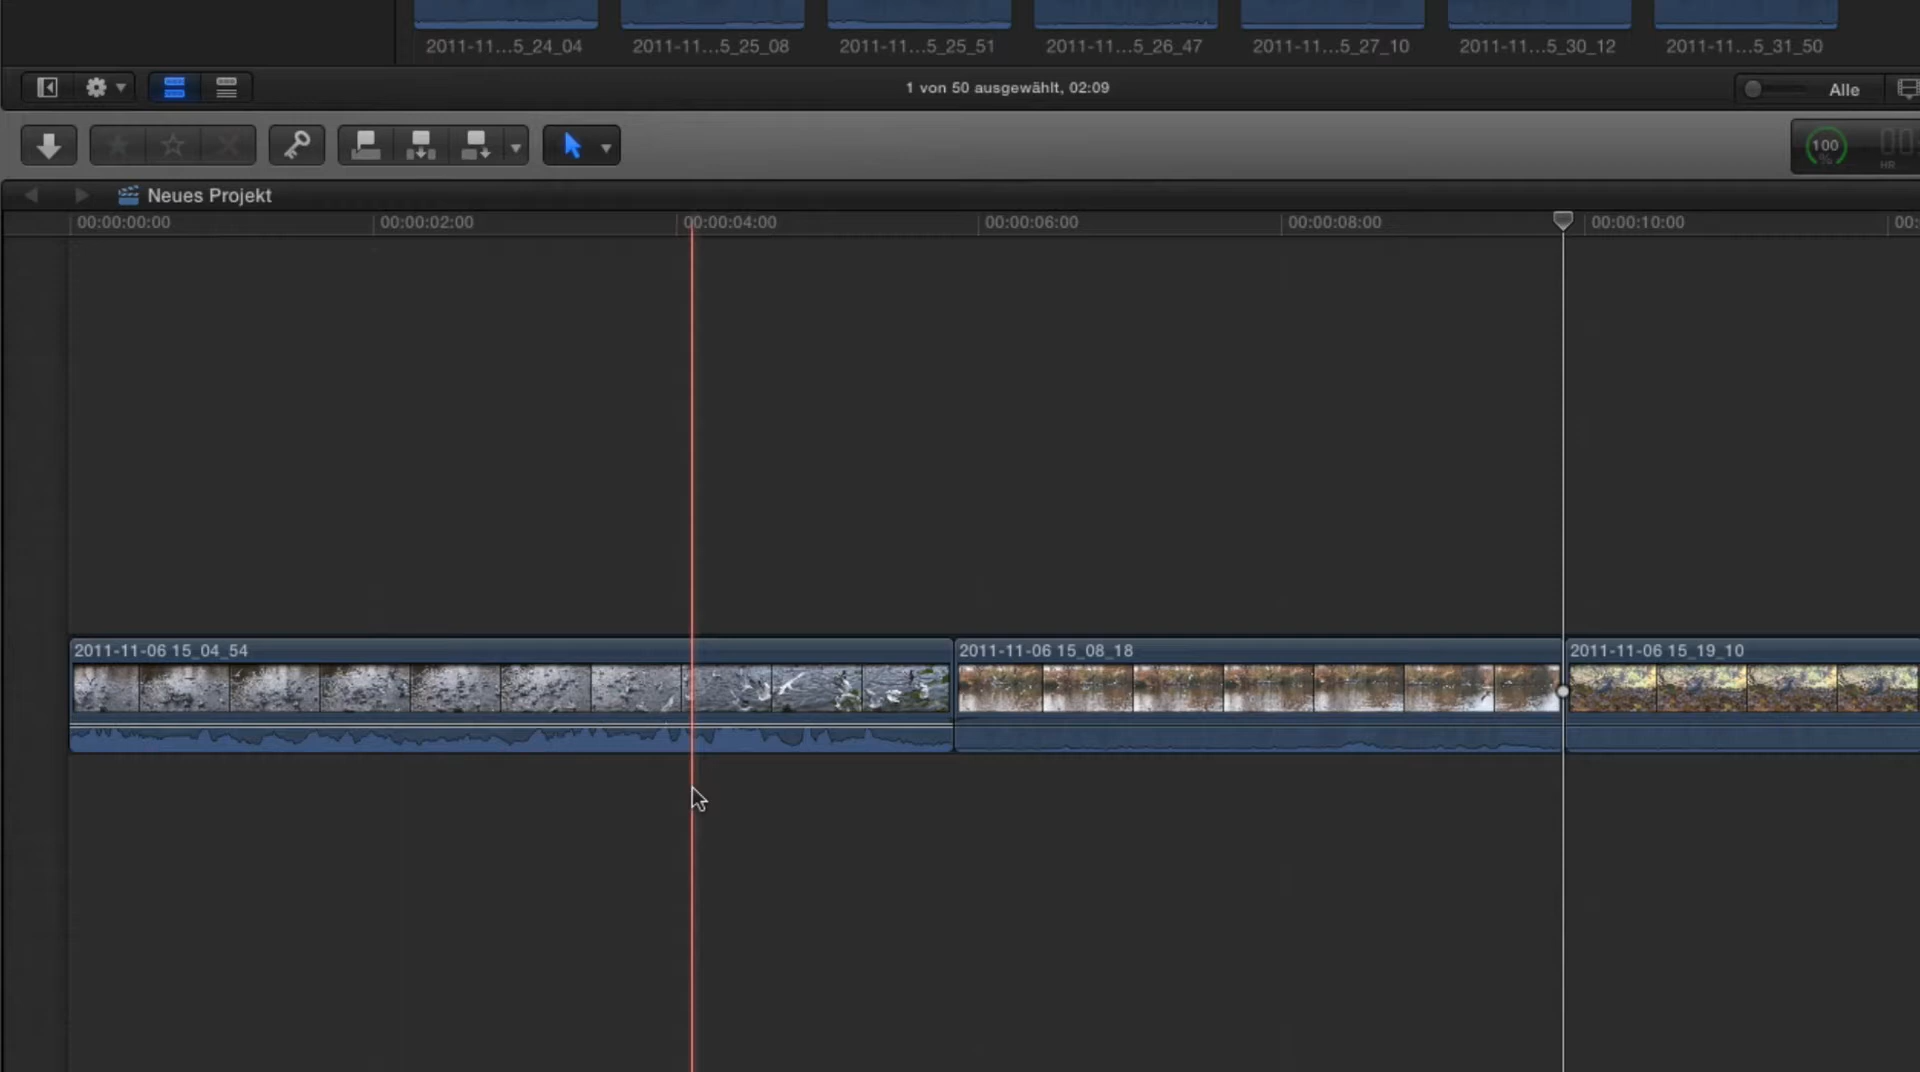 2011-11...5_24_04 2011-11...5_25_08 2011-11...5_25_51 2011-11...5_26_47 2011-11...5_27_10 2011-11...5_30_12 2011-11...5_31_50
1 von 50 ausgewählt, 02:09 Alle
100
%
HR
Neues Projekt
00:00:00:00 00:00:02:00 00:00:04:00 00:00:06:00 00:00:08:00 00:00:10:00 00:
2011-11-06 15_04_54 2011-11-06 15_08_18 2011-11-06 15_19_10